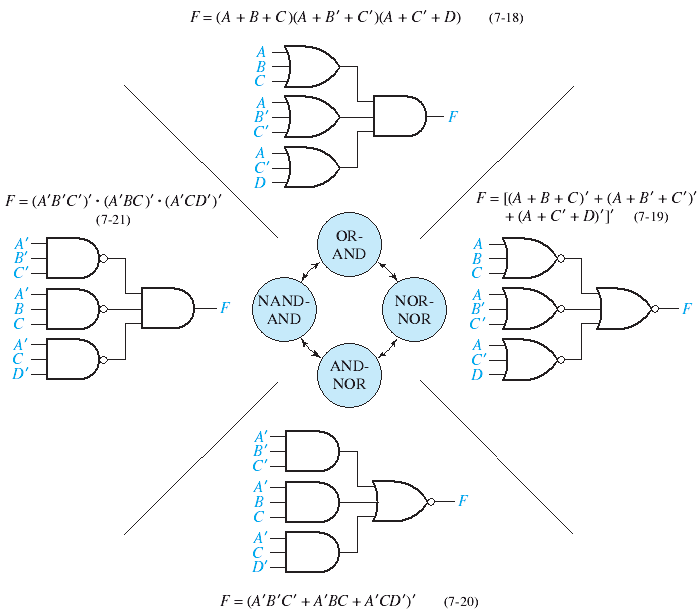 F = (A + B + C)(A + B′ + C′)(A + C′ + D) (7-18)
A
B
C
A
B′
C′
A
C′
D
F
F = (A′B′C′)′ · (A′BC)′ · (A′CD′)′
(7-21)
A′
B′
C′
A′
B
C
A′
C
D′
F
OR-
AND
NAND-
AND
NOR-
NOR
AND-
NOR
F = [(A + B + C)′ + (A + B′ + C′)′
+ (A + C′ + D)′]′ (7-19)
A
B
C
A
B′
C′
A
C′
D
F
A′
B′
C′
A′
B
C
A′
C
D′
F
F = (A′B′C′ + A′BC + A′CD′)′ (7-20)